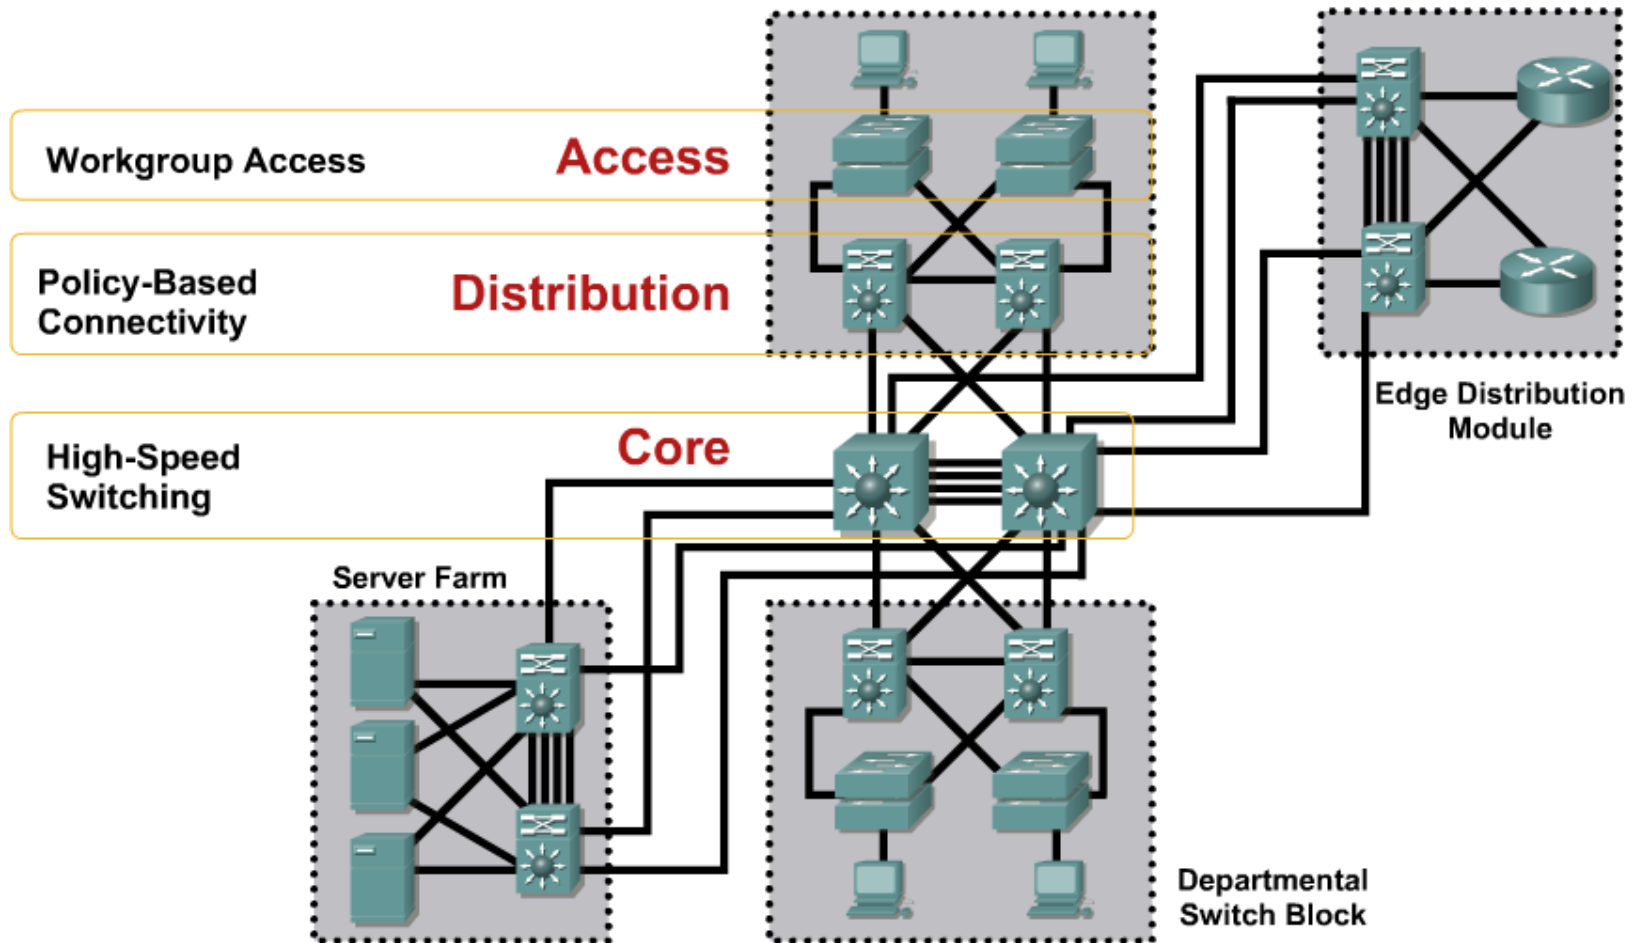 Workgroup Access
Access
Policy-Based
Connectivity
Distribution
Edge Distribution
Module
High-Speed
Switching
Core
Server Farm
Departmental
Switch Block